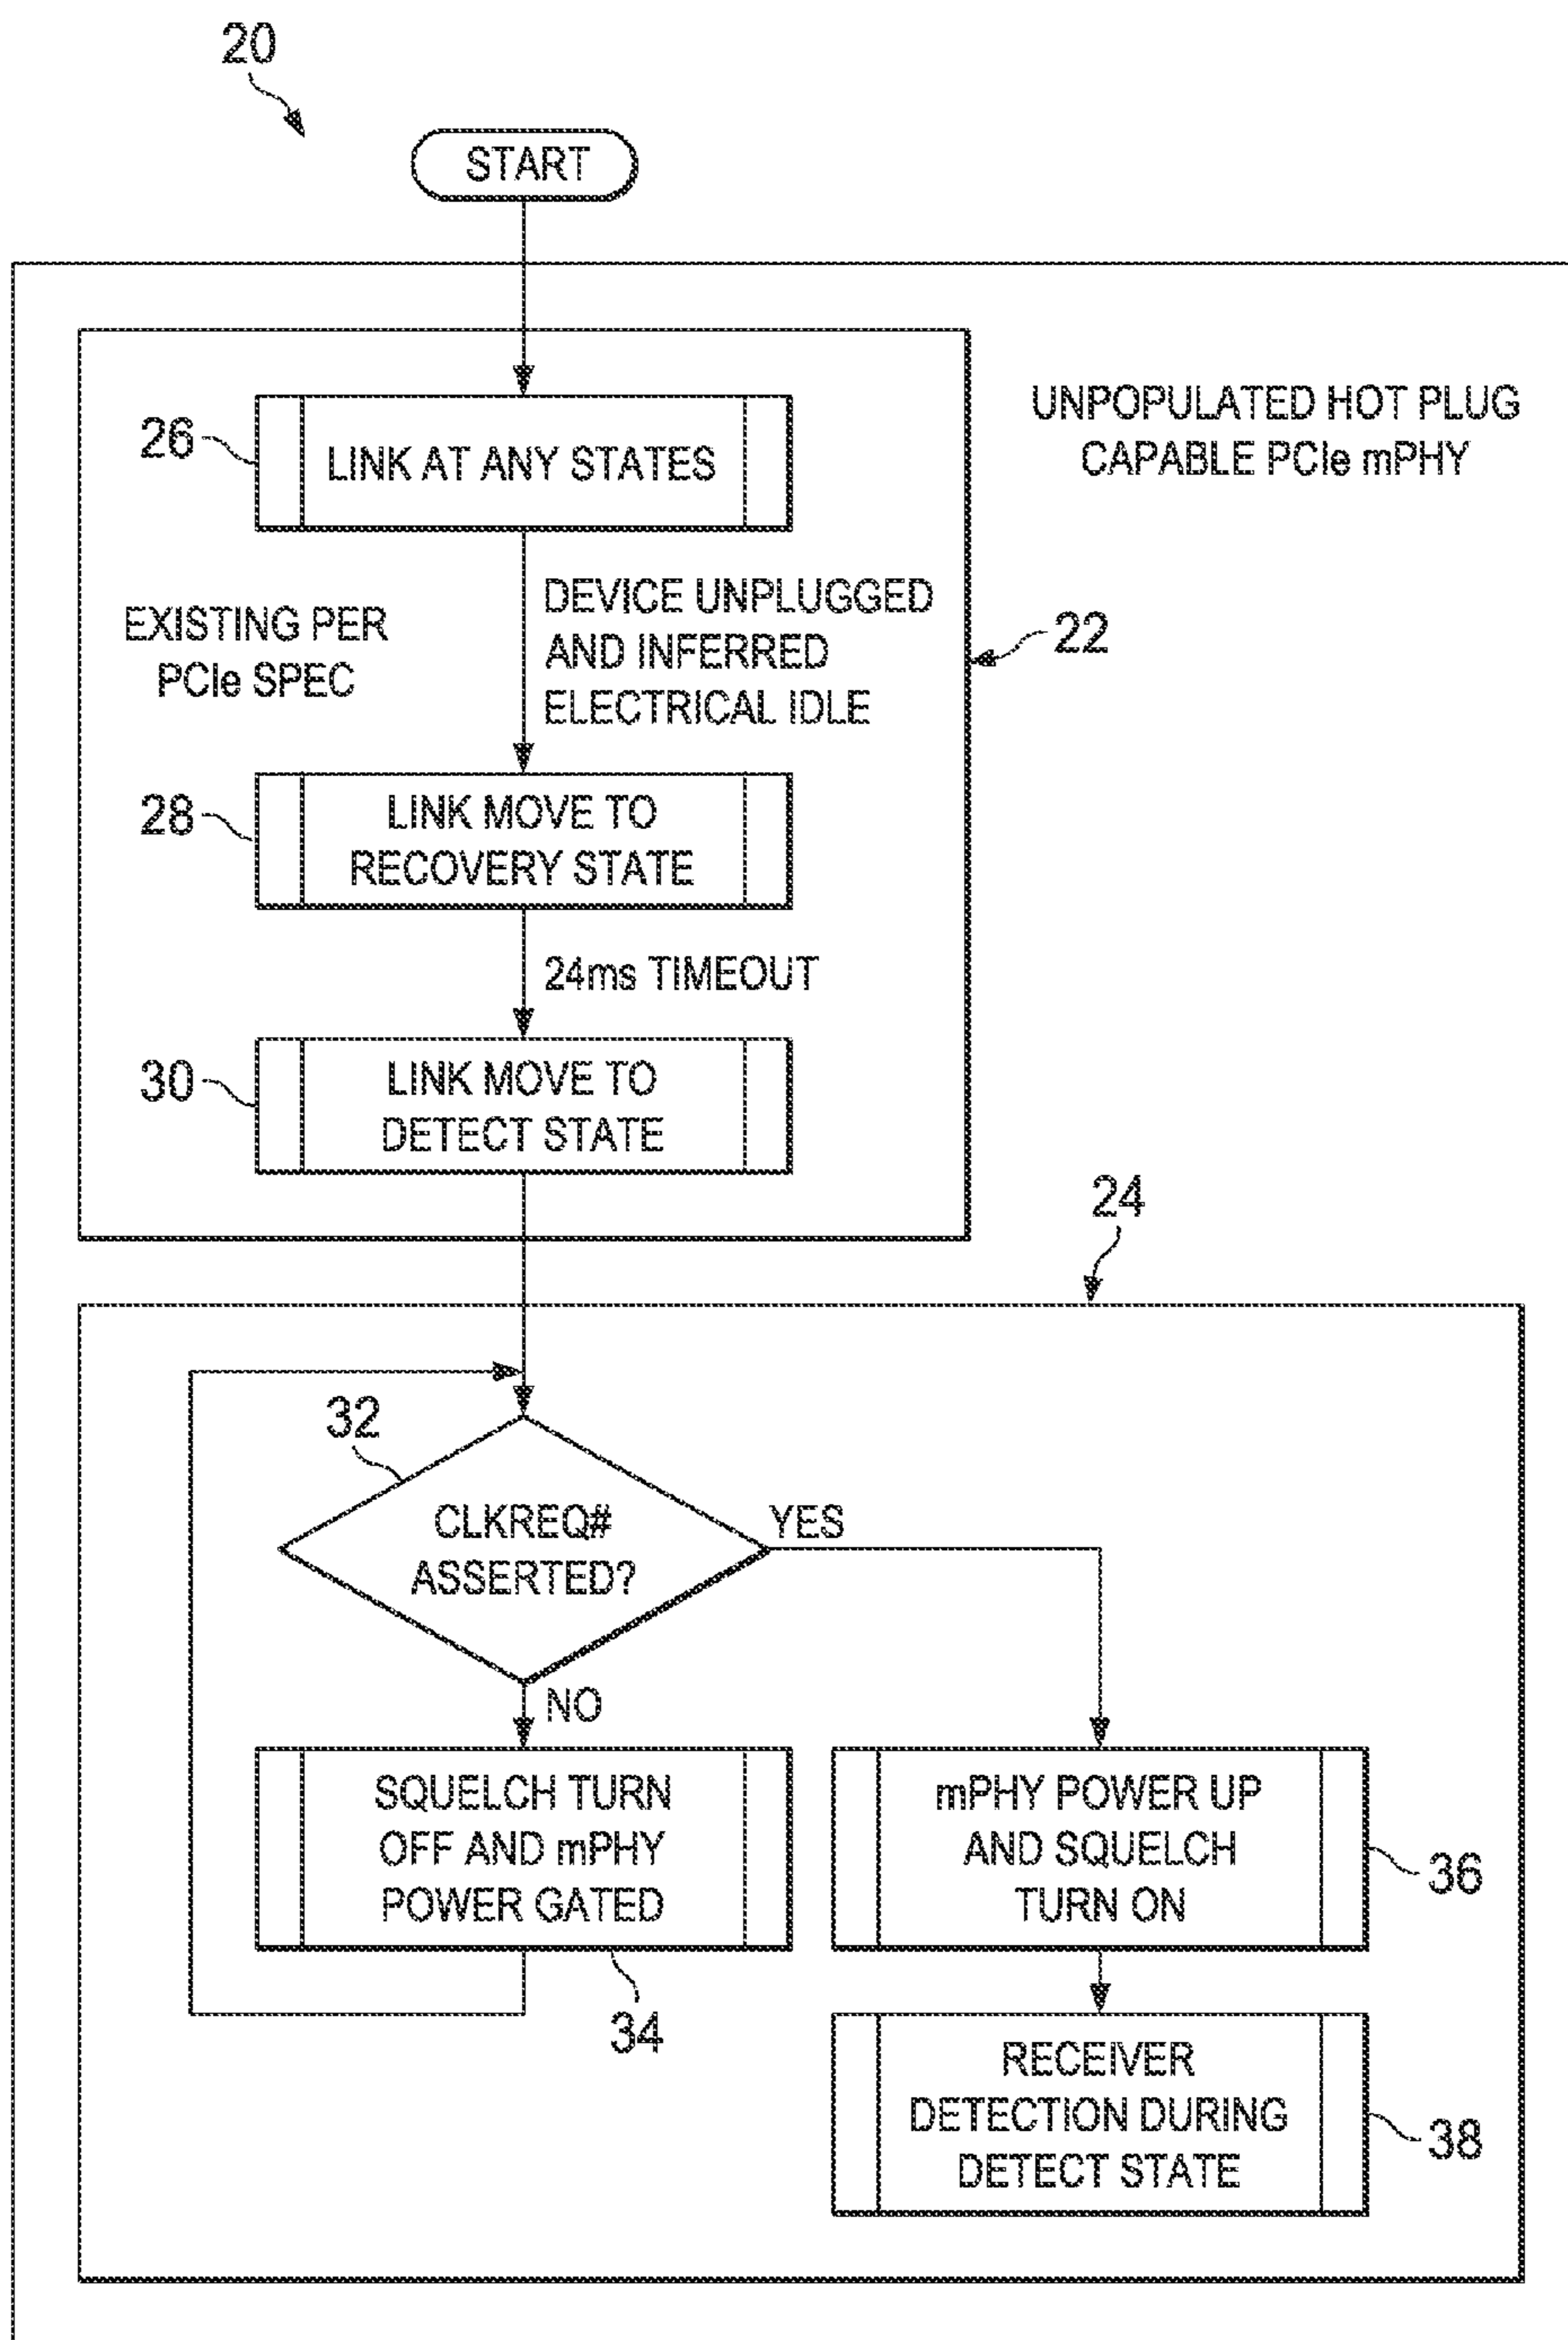 20
START
UNPOPULATED HOT PLUG
CAPABLE PCIe mPHY
26
LINK AT ANY STATES
EXISTING PER
PCIe SPEC
DEVICE UNPLUGGED
AND INFERRED
ELECTRICAL IDLE
22
28
LINK MOVE TO
RECOVERY STATE
24ms TIMEOUT
30
LINK MOVE TO
DETECT STATE
24
32
CLKREQ#
ASSERTED?
YES
NO
SQUELCH TURN
OFF AND mPHY
POWER GATED
34
mPHY POWER UP
AND SQUELCH
TURN ON
36
RECEIVER
DETECTION DURING
DETECT STATE
38